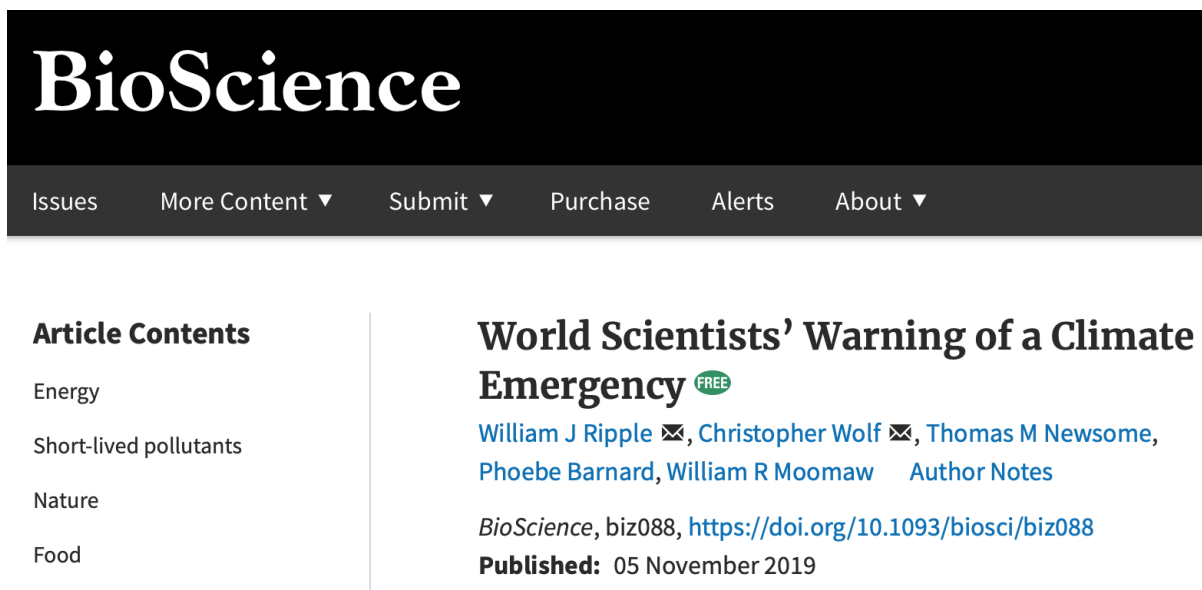 BioScience
Issues More Content ▼ Submit ▼ Purchase Alerts About ▼
Article Contents
Energy
Short-lived pollutants
Nature
Food
World Scientists’ Warning of a Climate
Emergency FREE
William J Ripple ✉, Christopher Wolf ✉, Thomas M Newsome,
Phoebe Barnard, William R Moomaw Author Notes
BioScience, biz088, https://doi.org/10.1093/biosci/biz088
Published: 05 November 2019